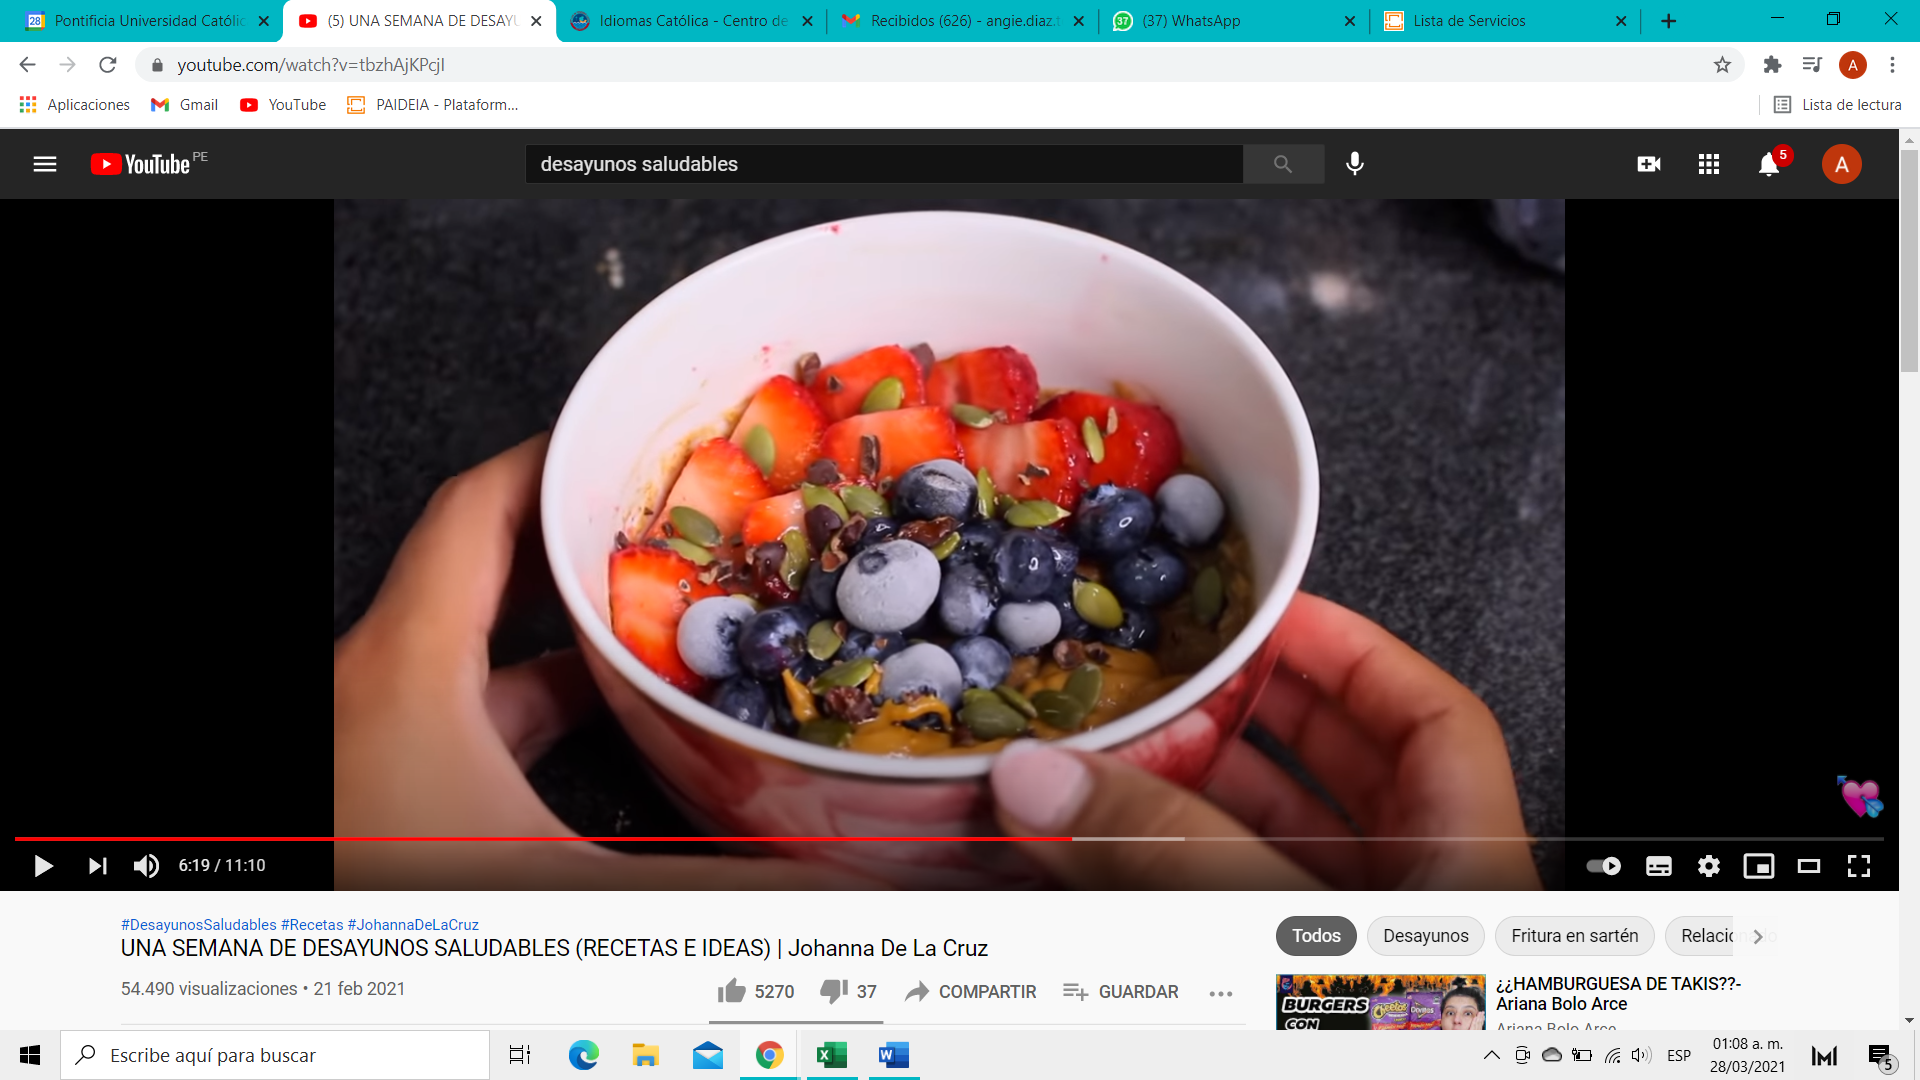 Pontificia Universidad Católic
(5) UNA SEMANA DE DESAYU
Idiomas Católica - Centro de
Recibidos (626) - angie.diaz.t
(37) WhatsApp
Lista de Servicios
youtube.com/watch?v=tbzhAjKPcjI
A
Aplicaciones
Gmail
YouTube
PAIDEIA - Plataform...
Lista de lectura
YouTube PE
desayunos saludables
5
A
6:19 / 11:10
#DesayunosSaludables #Recetas #JohannaDeLaCruz
UNA SEMANA DE DESAYUNOS SALUDABLES (RECETAS E IDEAS) | Johanna De La Cruz
54.490 visualizaciones • 21 feb 2021
5270
37
COMPARTIR
GUARDAR
Todos
Desayunos
Fritura en sartén
Relacionado
BURGERS
CON
¿¿HAMBURGUESA DE TAKIS??-
Ariana Bolo Arce
Ariana Bolo Arce
Escribe aquí para buscar
ESP
01:08 a. m.
28/03/2021
5